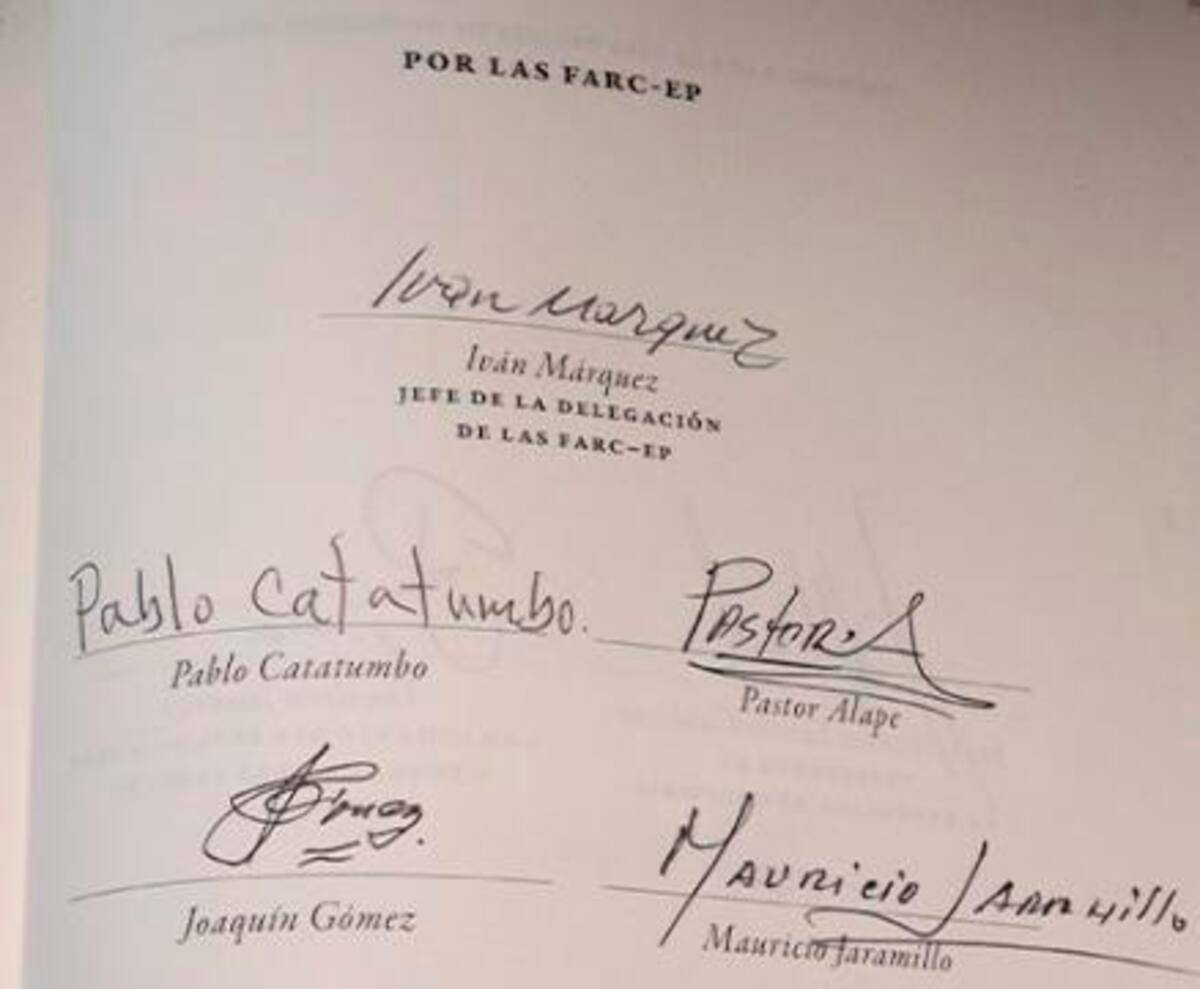 POR LAS FARC-EP
Iván Marquez
Iván Márquez
JEFE DE LA DELEGACIÓN
DE LAS FARC-EP
Pablo Catatumbo.
Pablo Catatumbo
Pastor A
Pastor Alape
Joaquín Gómez
Mauricio Jaramillo
Mauricio Jaramillo